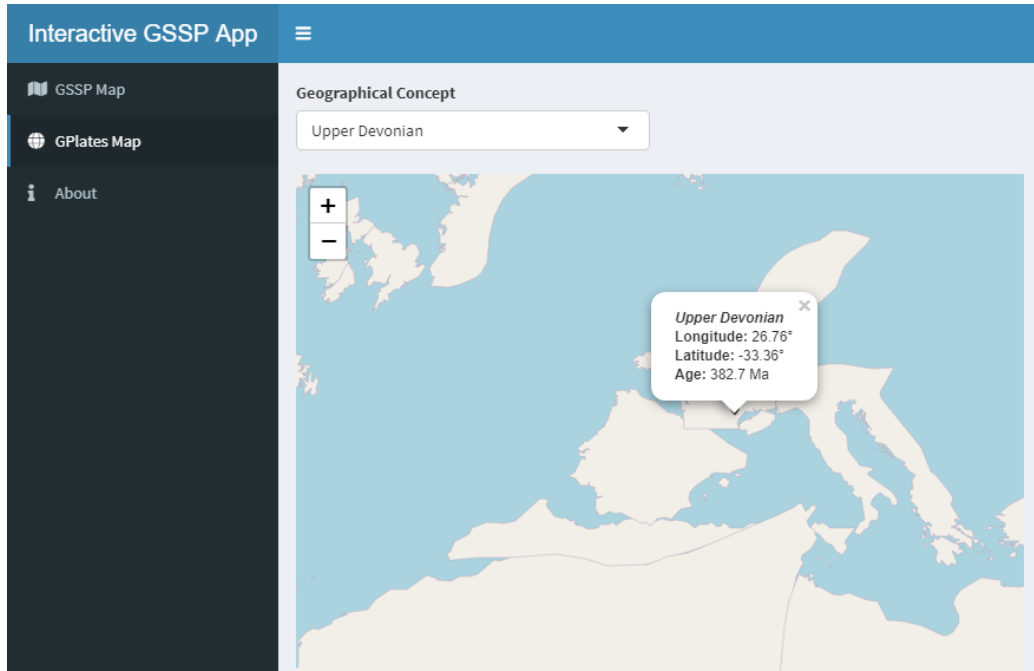 Interactive GSSP App
GSSP Map
GPlates Map
About
Geographical Concept
Upper Devonian
+
−
×
Upper Devonian
Longitude: 26.76°
Latitude: -33.36°
Age: 382.7 Ma